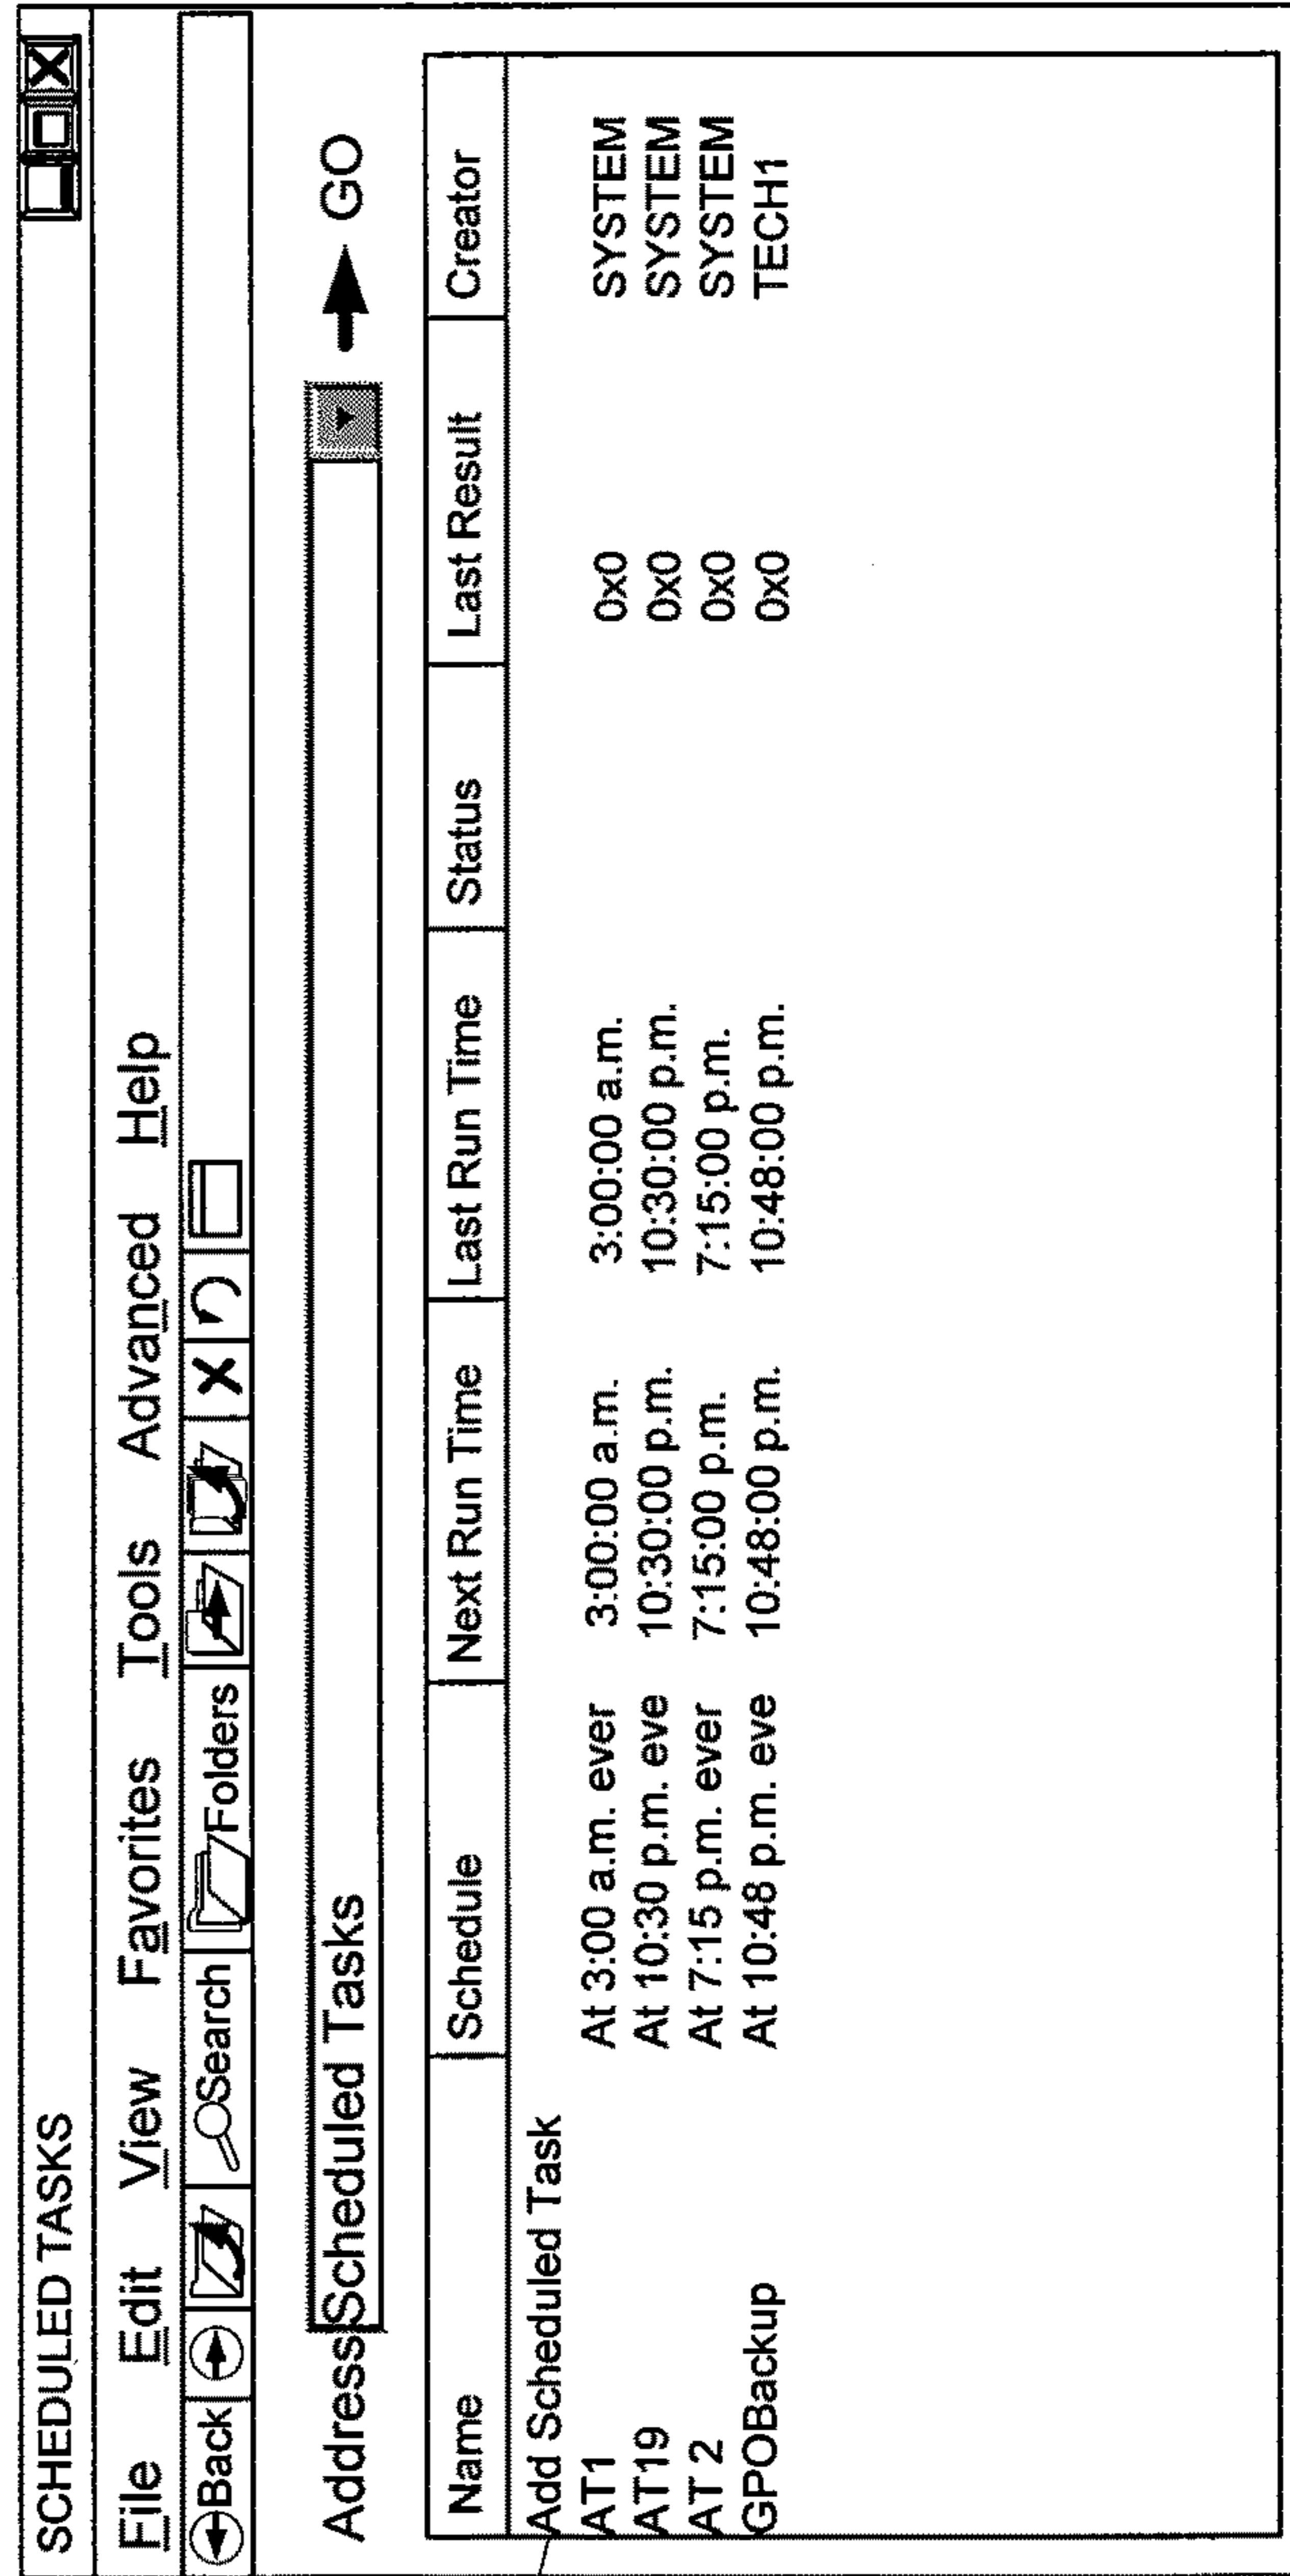 SCHEDULED TASKS
File Edit View Favorites Tools Advanced Help
Back Search Folders
Address Scheduled Tasks GO
Name Schedule Next Run Time Last Run Time Status Last Result Creator
Add Scheduled Task
AT1 At 3:00 a.m. ever 3:00:00 a.m. 3:00:00 a.m. 0x0 SYSTEM
AT19 At 10:30 p.m. eve 10:30:00 p.m. 10:30:00 p.m. 0x0 SYSTEM
AT 2 At 7:15 p.m. ever 7:15:00 p.m. 7:15:00 p.m. 0x0 SYSTEM
GPOBackup At 10:48 p.m. eve 10:48:00 p.m. 10:48:00 p.m. 0x0 TECH1